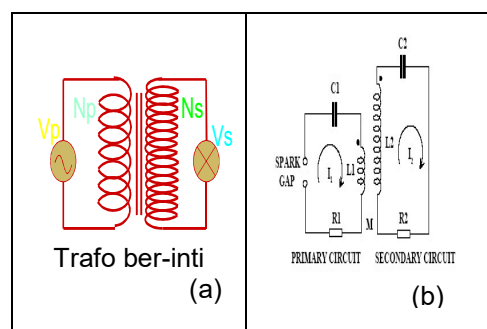 Np
Ns
Vp
Vs
Trafo ber-inti
(a)
C2
C1
L2
L1
I₁
I₂
SPARK
GAP
R1
M
R2
PRIMARY CIRCUIT
SECONDARY CIRCUIT
(b)